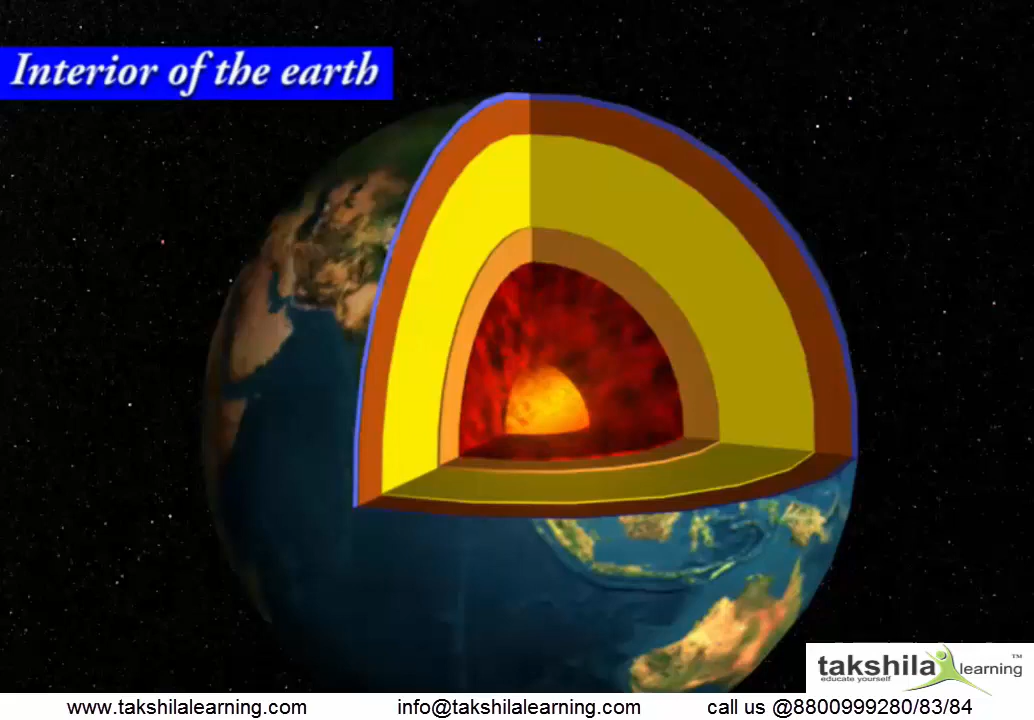 Interior of the earth
takshila learning ™
educate yourself
www.takshilalearning.com info@takshilalearning.com call us @8800999280/83/84